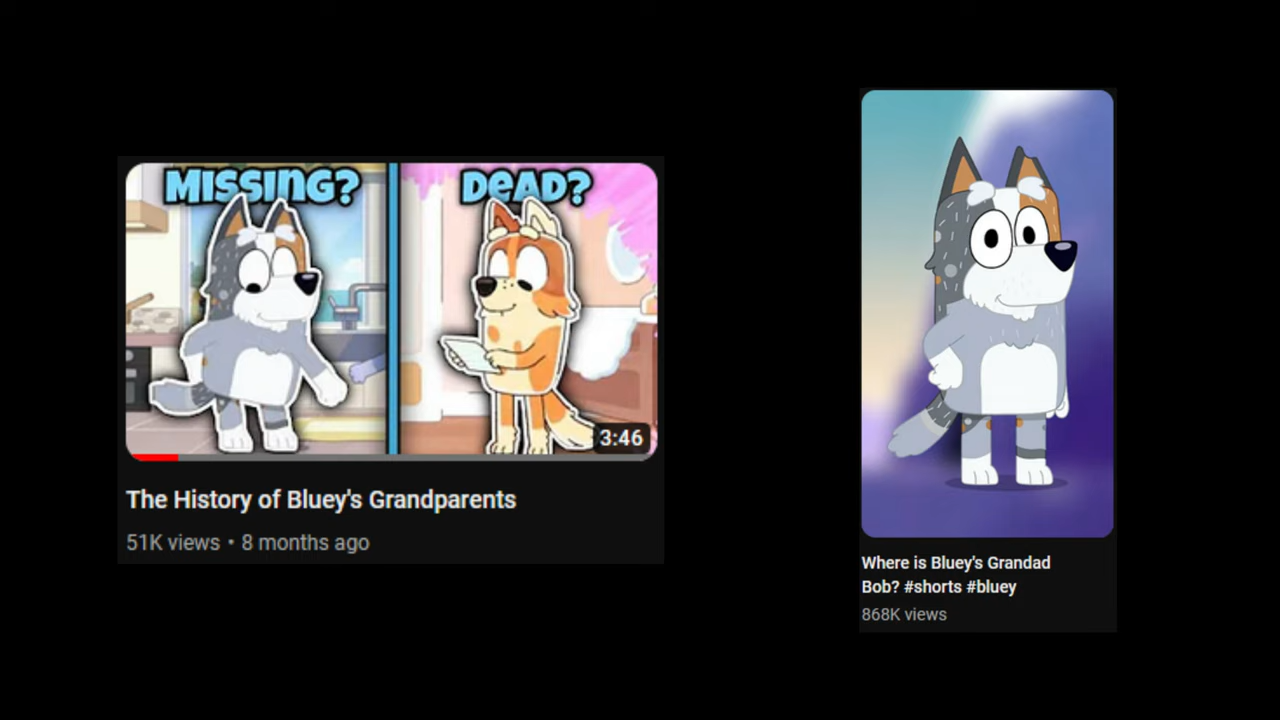 MISSING?
DEAD?
3:46
The History of Bluey's Grandparents
51K views • 8 months ago
Where is Bluey's Grandad
Bob? #shorts #bluey
868K views